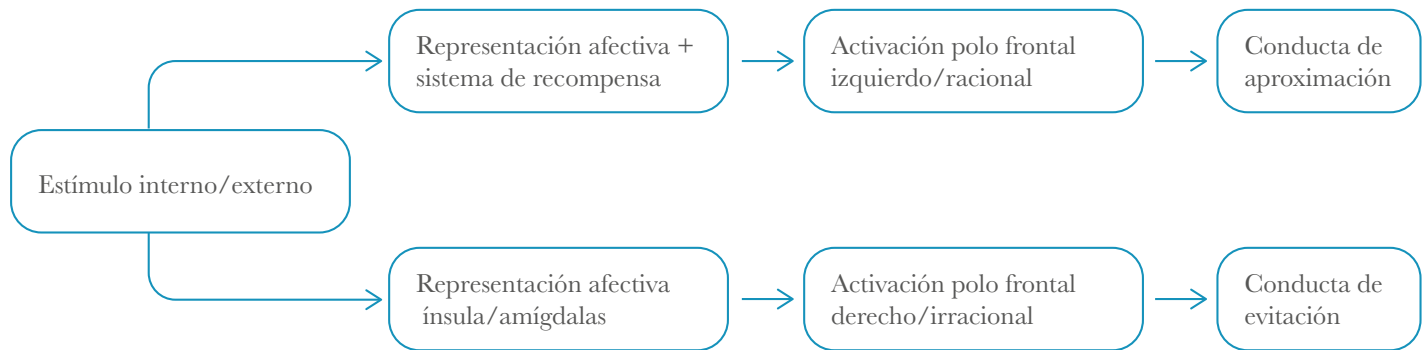 Representación afectiva +
sistema de recompensa
Activación polo frontal
izquierdo/racional
Conducta de
aproximación
Estímulo interno/externo
Representación afectiva
ínsula/amígdalas
Activación polo frontal
derecho/irracional
Conducta de
evitación